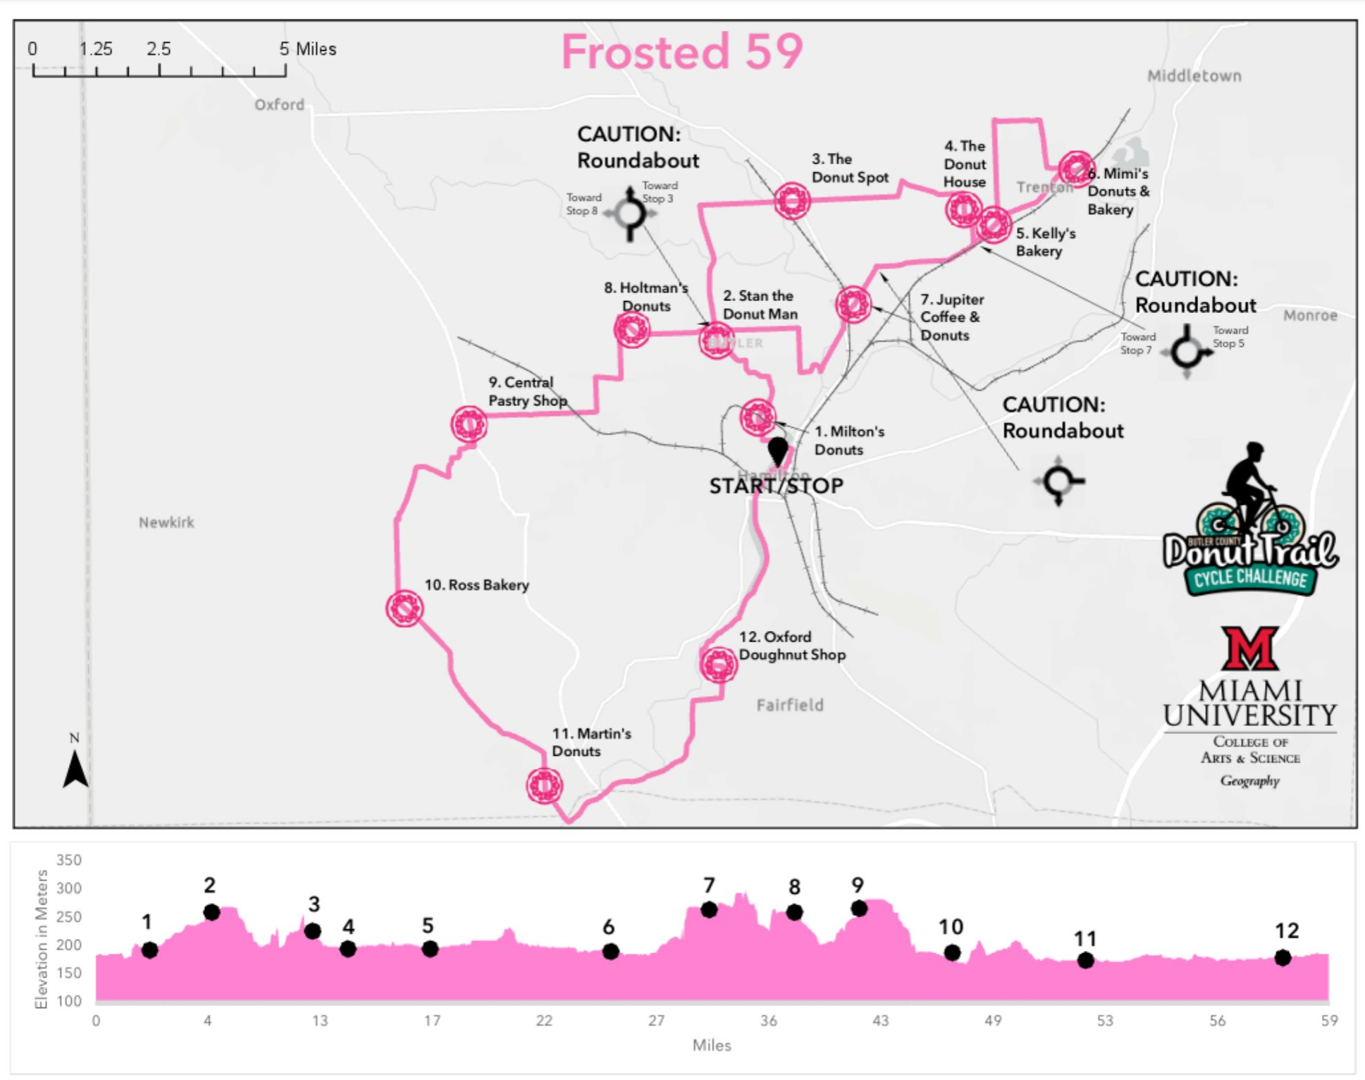 Frosted 59
0 1.25 2.5 5 Miles
Middletown
Oxford
CAUTION:
Roundabout
Toward
Stop 8
Toward
Stop 3
3. The
Donut Spot
4. The
Donut
House
Trenton
6. Mimi's
Donuts &
Bakery
5. Kelly's
Bakery
CAUTION:
Roundabout
Toward
Stop 7
Toward
Stop 5
Monroe
8. Holtman's
Donuts
2. Stan the
Donut Man
BUTLER
7. Jupiter
Coffee &
Donuts
9. Central
Pastry Shop
CAUTION:
Roundabout
1. Milton's
Donuts
Hamilton
START/STOP
Newkirk
BUTLER COUNTY
Donut Trail
CYCLE CHALLENGE
10. Ross Bakery
12. Oxford
Doughnut Shop
Fairfield
M
MIAMI
UNIVERSITY
COLLEGE OF
ARTS & SCIENCE
Geography
N
11. Martin's
Donuts
Elevation in Meters
350
300
250
200
150
100
1 2 3 4 5 6 7 8 9 10 11 12
0 4 13 17 22 27 36 43 49 53 56 59
Miles